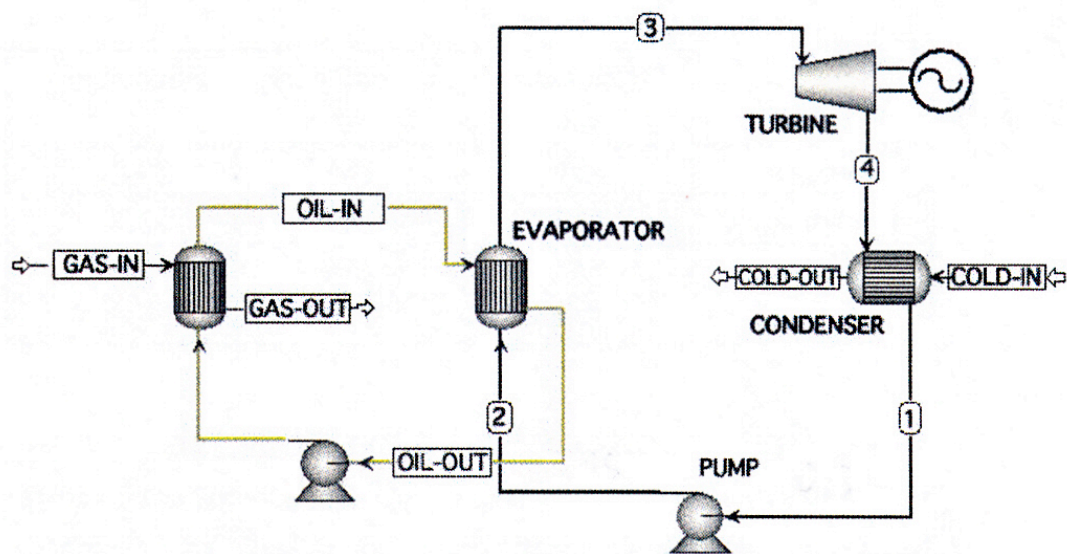 3
TURBINE
4
OIL-IN
EVAPORATOR
GAS-IN
GAS-OUT
COLD-OUT
COLD-IN
CONDENSER
2
1
OIL-OUT
PUMP